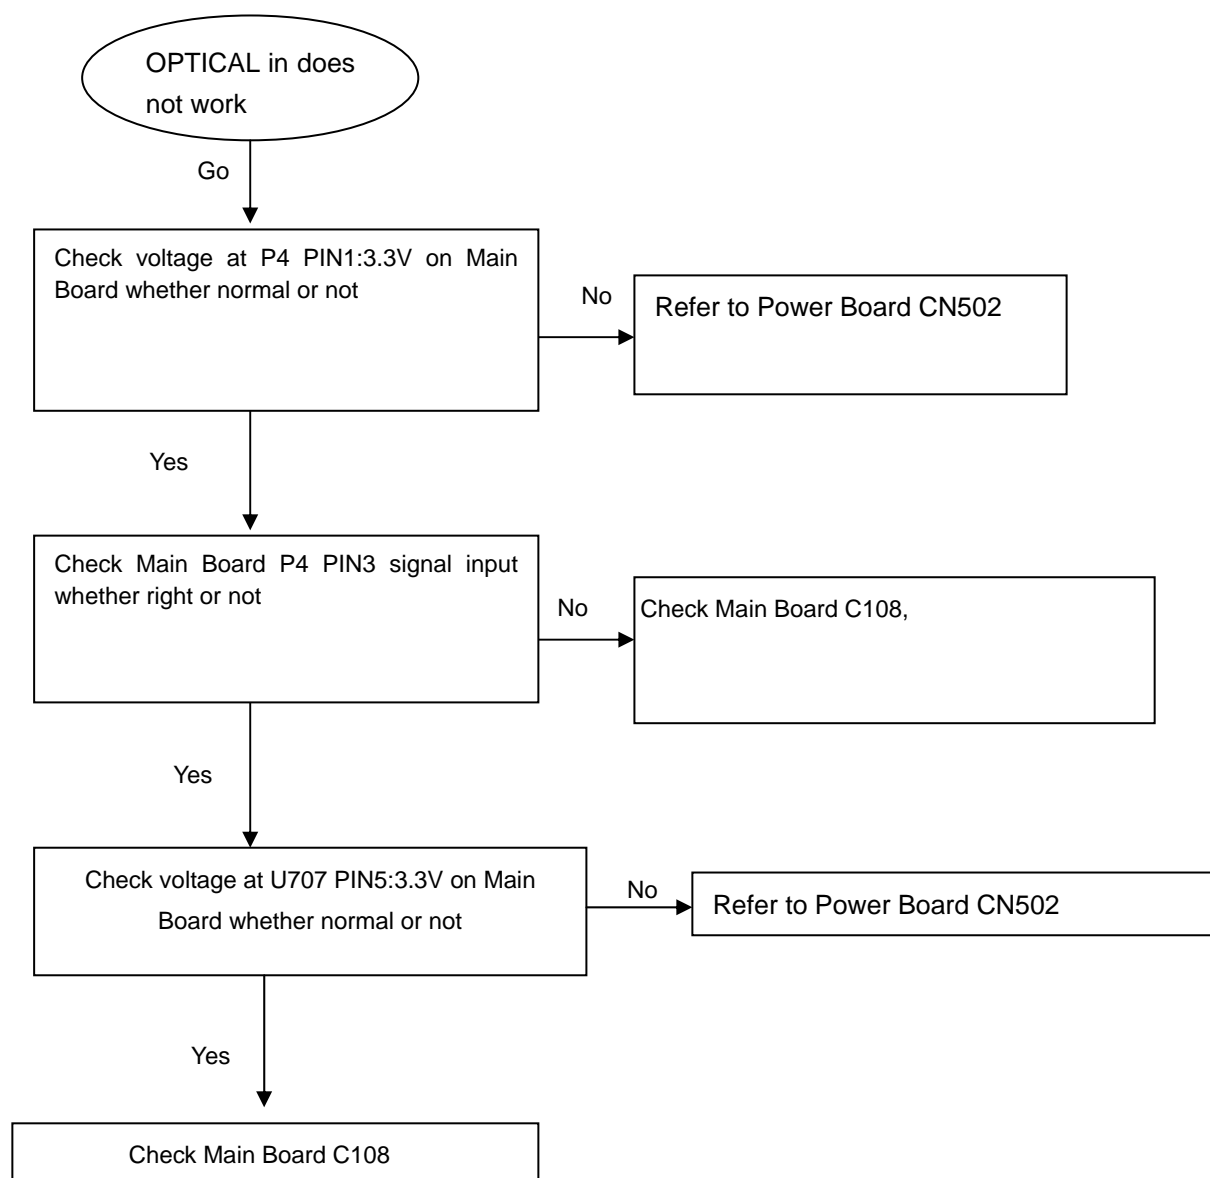 OPTICAL in does
not work
Go
Check voltage at P4 PIN1:3.3V on Main
Board whether normal or not
No
Refer to Power Board CN502
Yes
Check Main Board P4 PIN3 signal input
whether right or not
No
Check Main Board C108,
Yes
Check voltage at U707 PIN5:3.3V on Main
Board whether normal or not
No
Refer to Power Board CN502
Yes
Check Main Board C108